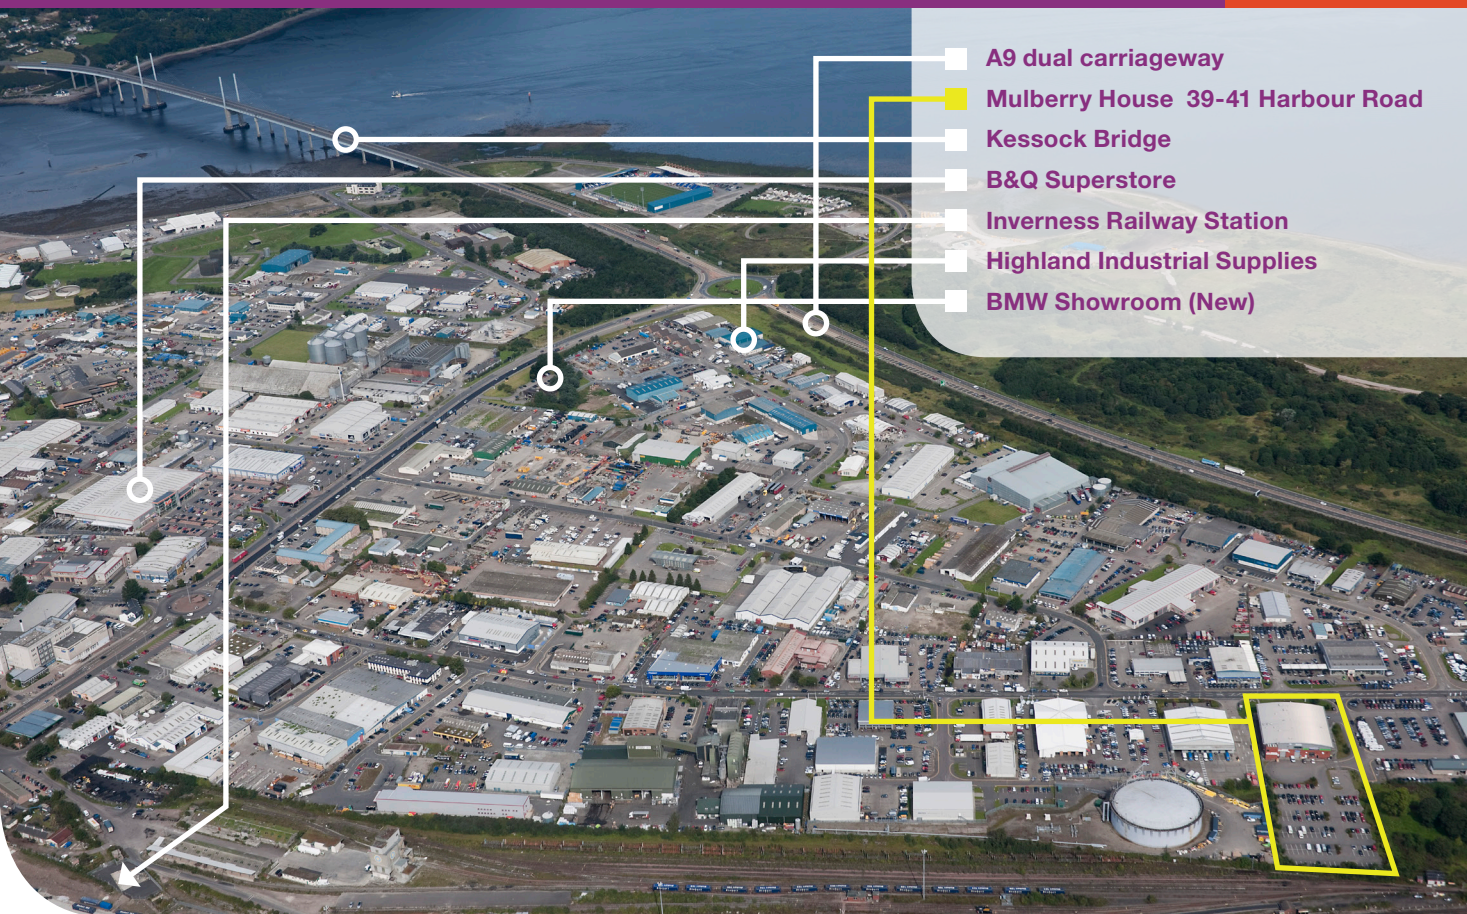 A9 dual carriageway
Mulberry House 39-41 Harbour Road
Kessock Bridge
B&Q Superstore
Inverness Railway Station
Highland Industrial Supplies
BMW Showroom (New)